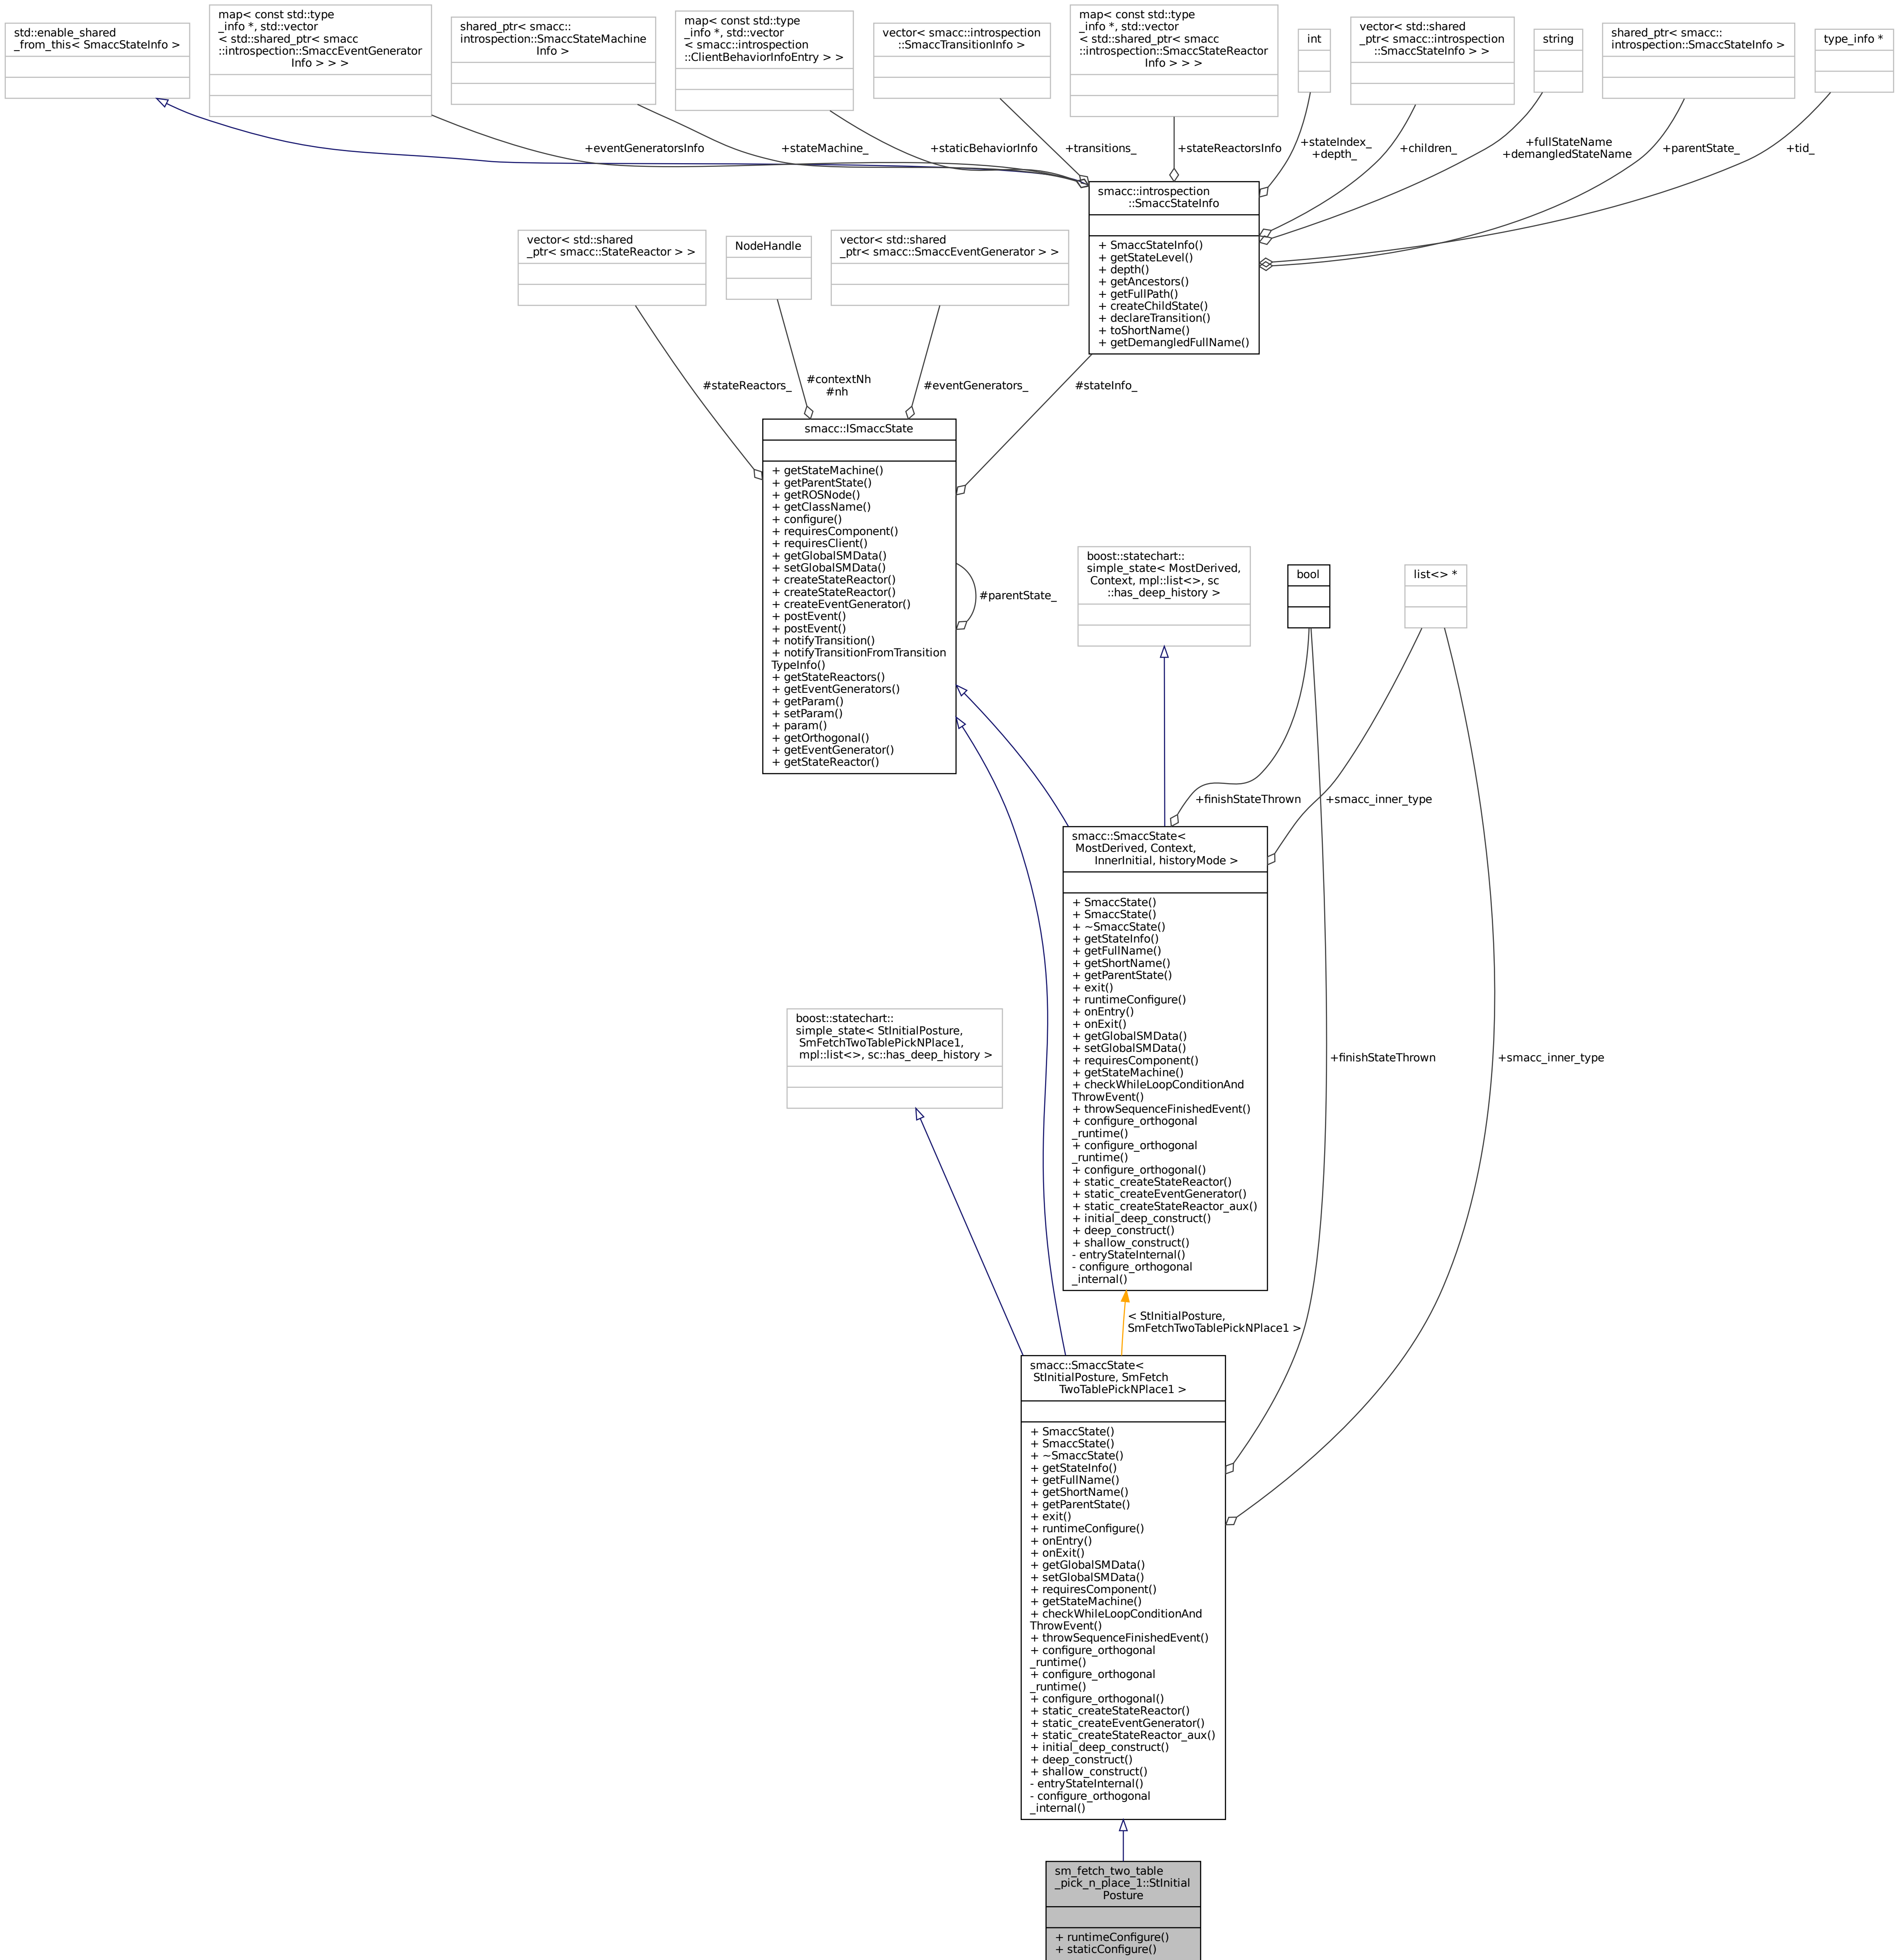 std::enable_shared
_from_this< SmaccStateInfo >
map< const std::type
_info *, std::vector
< std::shared_ptr< smacc
::introspection::SmaccEventGenerator
Info > > >
shared_ptr< smacc::
introspection::SmaccStateMachine
Info >
map< const std::type
_info *, std::vector
< smacc::introspection
::ClientBehaviorInfoEntry > >
vector< smacc::introspection
::SmaccTransitionInfo >
map< const std::type
_info *, std::vector
< std::shared_ptr< smacc
::introspection::SmaccStateReactor
Info > > >
int
vector< std::shared
_ptr< smacc::introspection
::SmaccStateInfo > >
string
shared_ptr< smacc::
introspection::SmaccStateInfo >
type_info *
+eventGeneratorsInfo
+stateMachine_
+staticBehaviorInfo
+transitions_
+stateReactorsInfo
+stateIndex_
+depth_
+children_
+fullStateName
+demangledStateName
+parentState_
+tid_
smacc::introspection
::SmaccStateInfo
+ SmaccStateInfo()
+ getStateLevel()
+ depth()
+ getAncestors()
+ getFullPath()
+ createChildState()
+ declareTransition()
+ toShortName()
+ getDemangledFullName()
vector< std::shared
_ptr< smacc::StateReactor > >
NodeHandle
vector< std::shared
_ptr< smacc::SmaccEventGenerator > >
#stateReactors_
#contextNh
#nh
#eventGenerators_
#stateInfo_
smacc::ISmaccState
+ getStateMachine()
+ getParentState()
+ getROSNode()
+ getClassName()
+ configure()
+ requiresComponent()
+ requiresClient()
+ getGlobalSMData()
+ setGlobalSMData()
+ createStateReactor()
+ createStateReactor()
+ createEventGenerator()
+ postEvent()
+ postEvent()
+ notifyTransition()
+ notifyTransitionFromTransition
TypeInfo()
+ getStateReactors()
+ getEventGenerators()
+ getParam()
+ setParam()
+ param()
+ getOrthogonal()
+ getEventGenerator()
+ getStateReactor()
#parentState_
boost::statechart::
simple_state< MostDerived,
Context, mpl::list<>, sc
::has_deep_history >
bool
list<> *
+finishStateThrown
+smacc_inner_type
smacc::SmaccState<
MostDerived, Context,
InnerInitial, historyMode >
+ SmaccState()
+ SmaccState()
+ ~SmaccState()
+ getStateInfo()
+ getFullName()
+ getShortName()
+ getParentState()
+ exit()
+ runtimeConfigure()
+ onEntry()
+ onExit()
+ getGlobalSMData()
+ setGlobalSMData()
+ requiresComponent()
+ getStateMachine()
+ checkWhileLoopConditionAnd
ThrowEvent()
+ throwSequenceFinishedEvent()
+ configure_orthogonal
_runtime()
+ configure_orthogonal
_runtime()
+ configure_orthogonal()
+ static_createStateReactor()
+ static_createEventGenerator()
+ static_createStateReactor_aux()
+ initial_deep_construct()
+ deep_construct()
+ shallow_construct()
- entryStateInternal()
- configure_orthogonal
_internal()
boost::statechart::
simple_state< StInitialPosture,
SmFetchTwoTablePickNPlace1,
mpl::list<>, sc::has_deep_history >
+finishStateThrown
+smacc_inner_type
< StInitialPosture,
SmFetchTwoTablePickNPlace1 >
smacc::SmaccState<
StInitialPosture, SmFetch
TwoTablePickNPlace1 >
+ SmaccState()
+ SmaccState()
+ ~SmaccState()
+ getStateInfo()
+ getFullName()
+ getShortName()
+ getParentState()
+ exit()
+ runtimeConfigure()
+ onEntry()
+ onExit()
+ getGlobalSMData()
+ setGlobalSMData()
+ requiresComponent()
+ getStateMachine()
+ checkWhileLoopConditionAnd
ThrowEvent()
+ throwSequenceFinishedEvent()
+ configure_orthogonal
_runtime()
+ configure_orthogonal
_runtime()
+ configure_orthogonal()
+ static_createStateReactor()
+ static_createEventGenerator()
+ static_createStateReactor_aux()
+ initial_deep_construct()
+ deep_construct()
+ shallow_construct()
- entryStateInternal()
- configure_orthogonal
_internal()
sm_fetch_two_table
_pick_n_place_1::StInitial
Posture
+ runtimeConfigure()
+ staticConfigure()